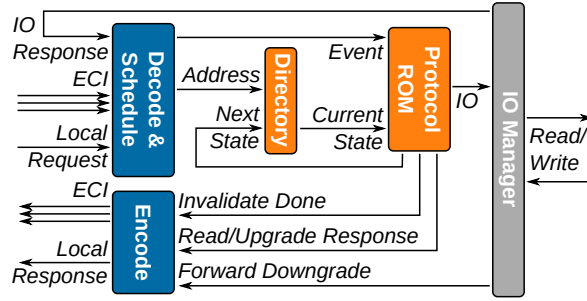 IO
Response
ECI
Local
Request
Decode &
Schedule
Address
Next
State
Directory
Event
Current
State
Protocol
ROM
IO
IO Manager
Read/
Write
ECI
Local
Response
Encode
Invalidate Done
Read/Upgrade Response
Forward Downgrade